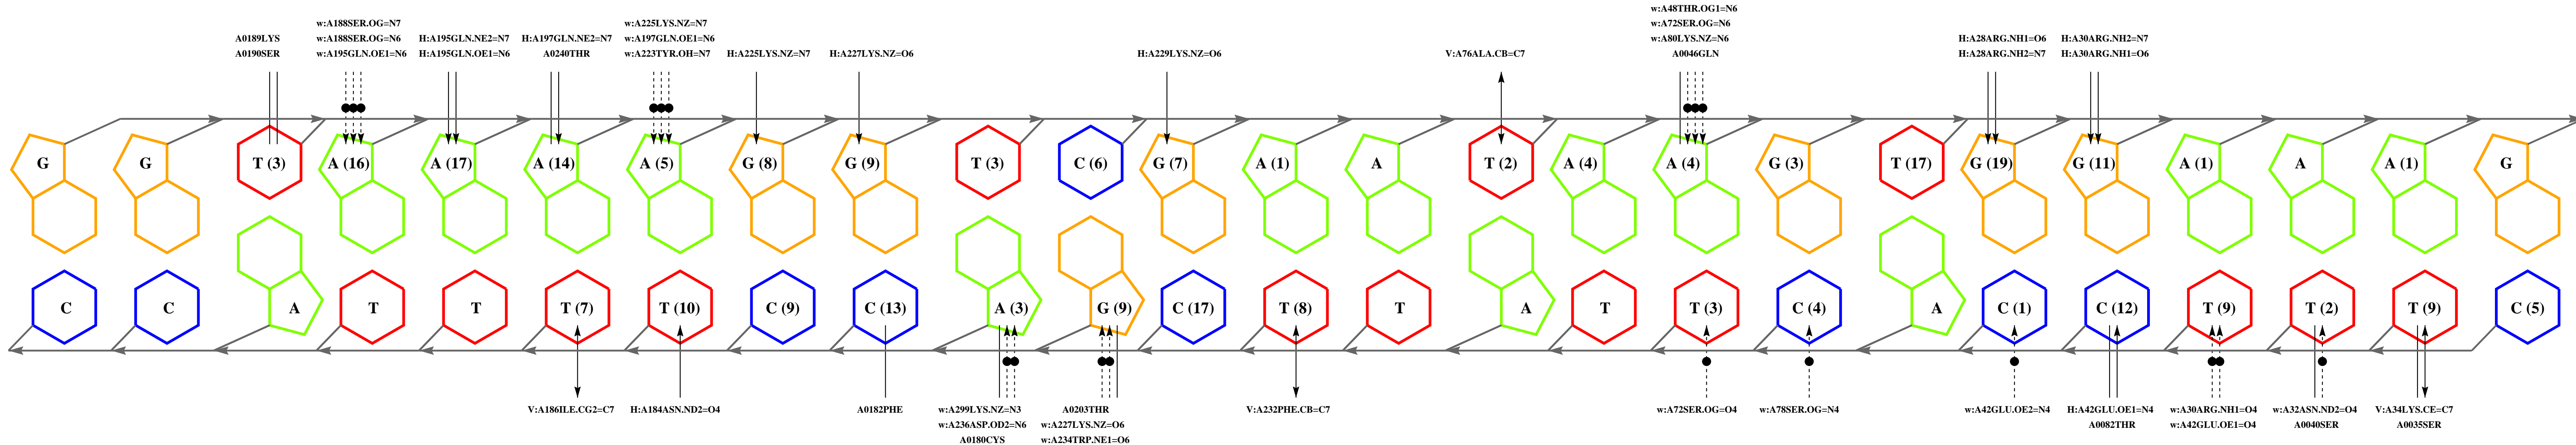 w:A188SER.OG=N7 w:A225LYS.NZ=N7 w:A48THR.OG1=N6
A0189LYS w:A188SER.OG=N6 H:A195GLN.NE2=N7 H:A197GLN.NE2=N7 w:A197GLN.OE1=N6 w:A72SER.OG=N6 w:A80LYS.NZ=N6 H:A28ARG.NH1=O6 H:A30ARG.NH2=N7
A0190SER w:A195GLN.OE1=N6 H:A195GLN.OE1=N6 A0240THR w:A223TYR.OH=N7 H:A225LYS.NZ=N7 H:A227LYS.NZ=O6 H:A229LYS.NZ=O6 V:A76ALA.CB=C7 A0046GLN H:A28ARG.NH2=N7 H:A30ARG.NH1=O6
G G T (3) A (16) A (17) A (14) A (5) G (8) G (9) T (3) C (6) G (7) A (1) A T (2) A (4) A (4) G (3) T (17) G (19) G (11) A (1) A A (1) G
C C A T T T (7) T (10) C (9) C (13) A (3) G (9) C (17) T (8) T A T T (3) C (4) A C (1) C (12) T (9) T (2) T (9) C (5)
V:A186ILE.CG2=C7 H:A184ASN.ND2=O4 A0182PHE w:A299LYS.NZ=N3 A0203THR V:A232PHE.CB=C7 w:A72SER.OG=O4 w:A78SER.OG=N4 w:A42GLU.OE2=N4 H:A42GLU.OE1=N4 w:A30ARG.NH1=O4 w:A32ASN.ND2=O4 V:A34LYS.CE=C7
w:A236ASP.OD2=N6 w:A227LYS.NZ=O6 A0082THR w:A42GLU.OE1=O4 A0040SER A0035SER
A0180CYS w:A234TRP.NE1=O6